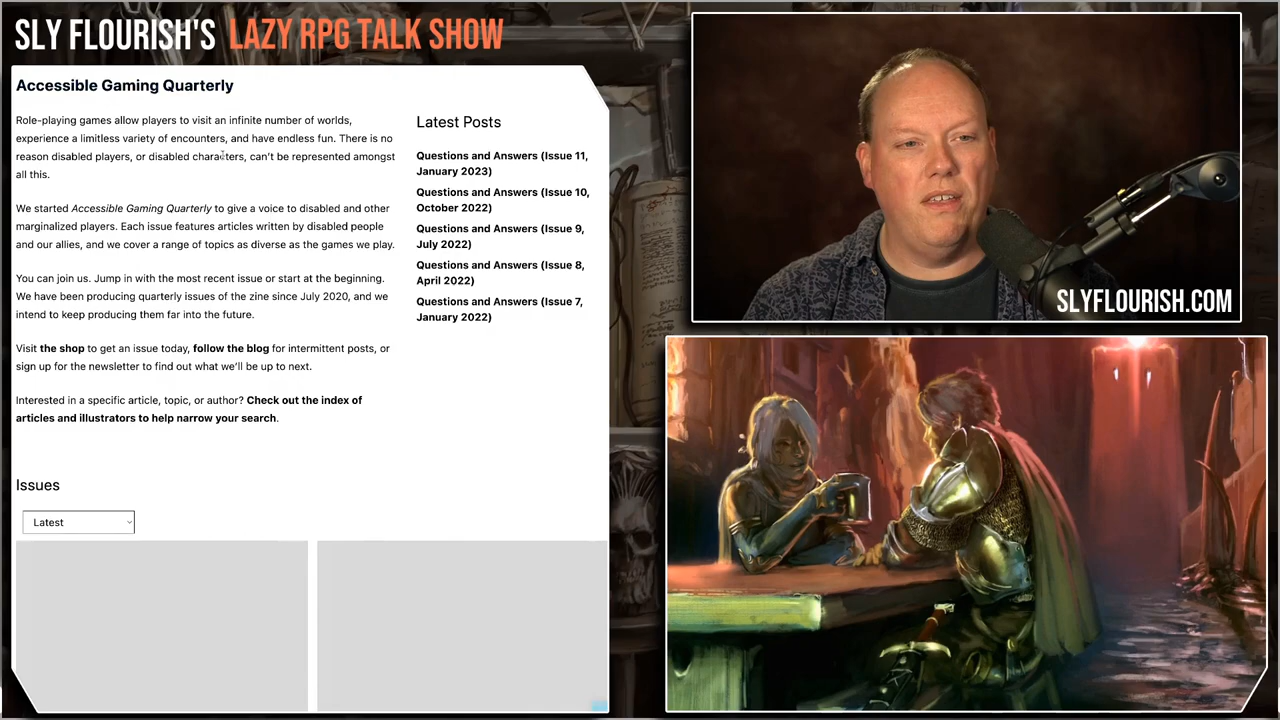 SLY FLOURISH'S LAZY RPG TALK SHOW
Accessible Gaming Quarterly
Role-playing games allow players to visit an infinite number of worlds,
experience a limitless variety of encounters, and have endless fun. There is no
reason disabled players, or disabled characters, can't be represented amongst
all this.
We started Accessible Gaming Quarterly to give a voice to disabled and other
marginalized players. Each issue features articles written by disabled people
and our allies, and we cover a range of topics as diverse as the games we play.
You can join us. Jump in with the most recent issue or start at the beginning.
We have been producing quarterly issues of the zine since July 2020, and we
intend to keep producing them far into the future.
Visit the shop to get an issue today, follow the blog for intermittent posts, or
sign up for the newsletter to find out what we'll be up to next.
Interested in a specific article, topic, or author? Check out the index of
articles and illustrators to help narrow your search.
Latest Posts
Questions and Answers (Issue 11,
January 2023)
Questions and Answers (Issue 10,
October 2022)
Questions and Answers (Issue 9,
July 2022)
Questions and Answers (Issue 8,
April 2022)
Questions and Answers (Issue 7,
January 2022)
Issues
Latest
SLYFLOURISH.COM